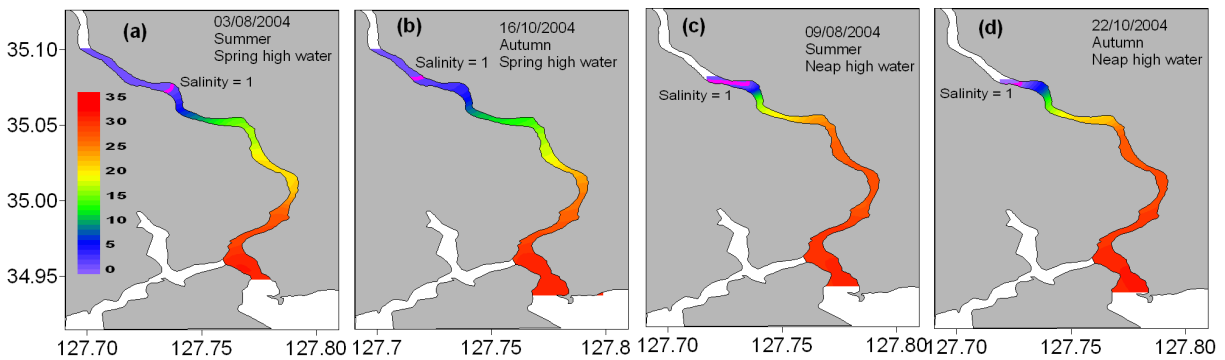 (a)
03/08/2004
Summer
Spring high water
Salinity = 1
35
30
25
20
15
10
5
0
(b)
16/10/2004
Autumn
Spring high water
Salinity = 1
(c)
09/08/2004
Summer
Neap high water
Salinity = 1
(d)
22/10/2004
Autumn
Neap high water
Salinity = 1
35.10
35.05
35.00
34.95
127.70 127.75 127.80
127.70 127.75 127.8
127.70 127.75 127.80
127.70 127.75 127.80